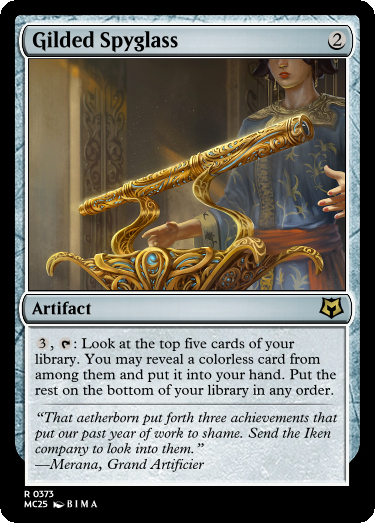 Gilded Spyglass 2
Artifact
3, T: Look at the top five cards of your
library. You may reveal a colorless card from
among them and put it into your hand. Put the
rest on the bottom of your library in any order.
“That aetherborn put forth three achievements that
put our past year of work to shame. Send the Iken
company to look into them.”
—Merana, Grand Artificier
R 0373
MC25 BIMA